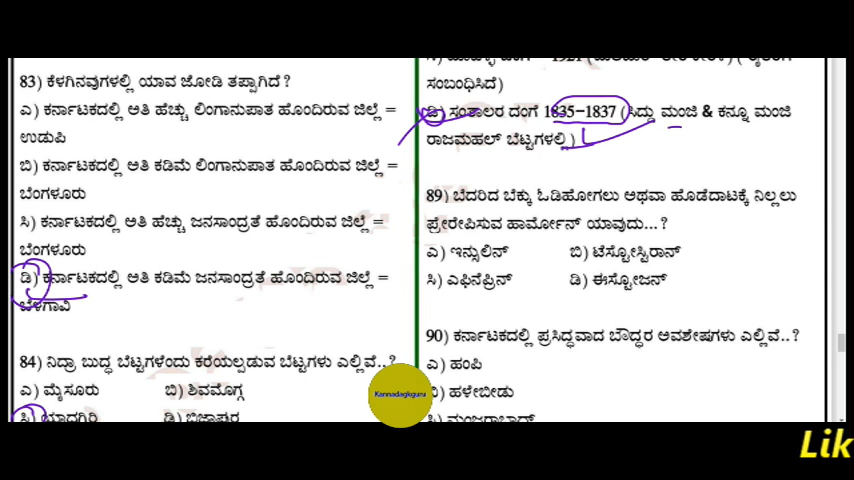 83) ಕೆಳಗಿನವುಗಳಲ್ಲಿ ಯಾವ ಜೋಡಿ ತಪ್ಪಾಗಿದೆ?
ಎ) ಕರ್ನಾಟಕದಲ್ಲಿ ಅತಿ ಹೆಚ್ಚು ಲಿಂಗಾನುಪಾತ ಹೊಂದಿರುವ ಜಿಲ್ಲೆ =
ಉಡುಪಿ
ಬಿ) ಕರ್ನಾಟಕದಲ್ಲಿ ಅತಿ ಕಡಿಮೆ ಲಿಂಗಾನುಪಾತ ಹೊಂದಿರುವ ಜಿಲ್ಲೆ =
ಬೆಂಗಳೂರು
ಸಿ) ಕರ್ನಾಟಕದಲ್ಲಿ ಅತಿ ಹೆಚ್ಚು ಜನಸಾಂದ್ರತೆ ಹೊಂದಿರುವ ಜಿಲ್ಲೆ =
ಬೆಂಗಳೂರು
ಡಿ) ಕರ್ನಾಟಕದಲ್ಲಿ ಅತಿ ಕಡಿಮೆ ಜನಸಾಂದ್ರತೆ ಹೊಂದಿರುವ ಜಿಲ್ಲೆ =
ಬೆಳಗಾವಿ
84) ನಿದ್ರಾ ಬುದ್ಧ ಬೆಟ್ಟಗಳೆಂದು ಕರೆಯಲ್ಪಡುವ ಬೆಟ್ಟಗಳು ಎಲ್ಲಿವೆ..?
ಎ) ಮೈಸೂರು ಬಿ) ಶಿವಮೊಗ್ಗ
ಸಿ) ಯಾದಗಿರಿ ಡಿ) ಬಿಜಾಪುರ
ಸಂಬಂಧಿಸಿದೆ)
ಡಿ) ಸಂತಾಲರ ದಂಗೆ 1835-1837 (ಸಿದ್ದು ಮಂಜಿ & ಕನ್ನೂ ಮಂಜಿ
ರಾಜಮಹಲ್ ಬೆಟ್ಟಗಳಲ್ಲಿ)
89) ಬೆದರಿದ ಬೆಕ್ಕು ಓಡಿಹೋಗಲು ಅಥವಾ ಹೊಡೆದಾಟಕ್ಕೆ ನಿಲ್ಲಲು
ಪ್ರೇರೇಪಿಸುವ ಹಾರ್ಮೋನ್ ಯಾವುದು...?
ಎ) ಇನ್ಸುಲಿನ್ ಬಿ) ಟೆಸ್ಟೋಸ್ಟಿರಾನ್
ಸಿ) ಎಫಿನೆಫ್ರಿನ್ ಡಿ) ಈಸ್ಟ್ರೋಜನ್
90) ಕರ್ನಾಟಕದಲ್ಲಿ ಪ್ರಸಿದ್ಧವಾದ ಬೌದ್ಧರ ಅವಶೇಷಗಳು ಎಲ್ಲಿವೆ..?
ಎ) ಹಂಪಿ
ಬಿ) ಹಳೇಬೀಡು
Kannadagkguru
Lik